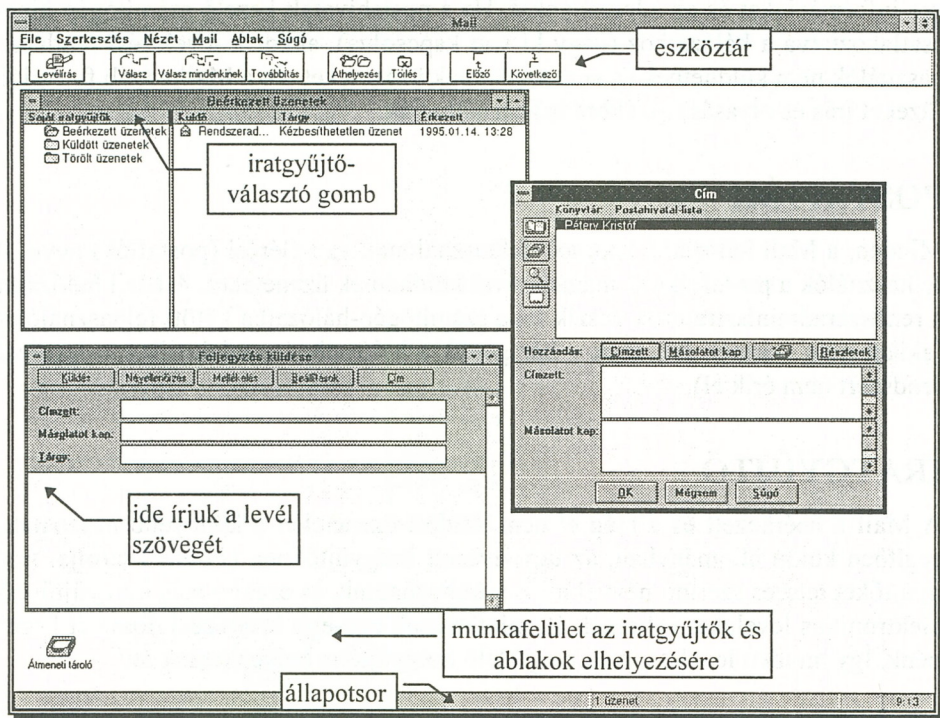 Mail
File Szerkesztés Nézet Mail Ablak Súgó
Levélírás Válasz Válasz mindenkinek Továbbítás Áthelyezés Törlés Előző Következő
eszköztár
Beérkezett üzenetek
Saját iratgyűjtők Küldő Tárgy Érkezett
Beérkezett üzenetek Rendszerad... Kézbesíthetetlen üzenet 1995.01.14. 13:28
Küldött üzenetek
Törölt üzenetek
iratgyűjtő-
választó gomb
Cím
Könyvtár: Postahivatal-lista
Pétery Kristóf
Hozzáadás: Címzett Másolatot kap Részletek
Címzett:
Másolatot kap:
OK Mégsem Súgó
Feljegyzés küldése
Küldés Névellenőrzés Mellékelés Beállítások Cím
Címzett:
Másolatot kap:
Tárgy:
ide írjuk a levél
szövegét
munkafelület az iratgyűjtők és
ablakok elhelyezésére
Átmeneti tároló
állapotsor
1 üzenet 9:13